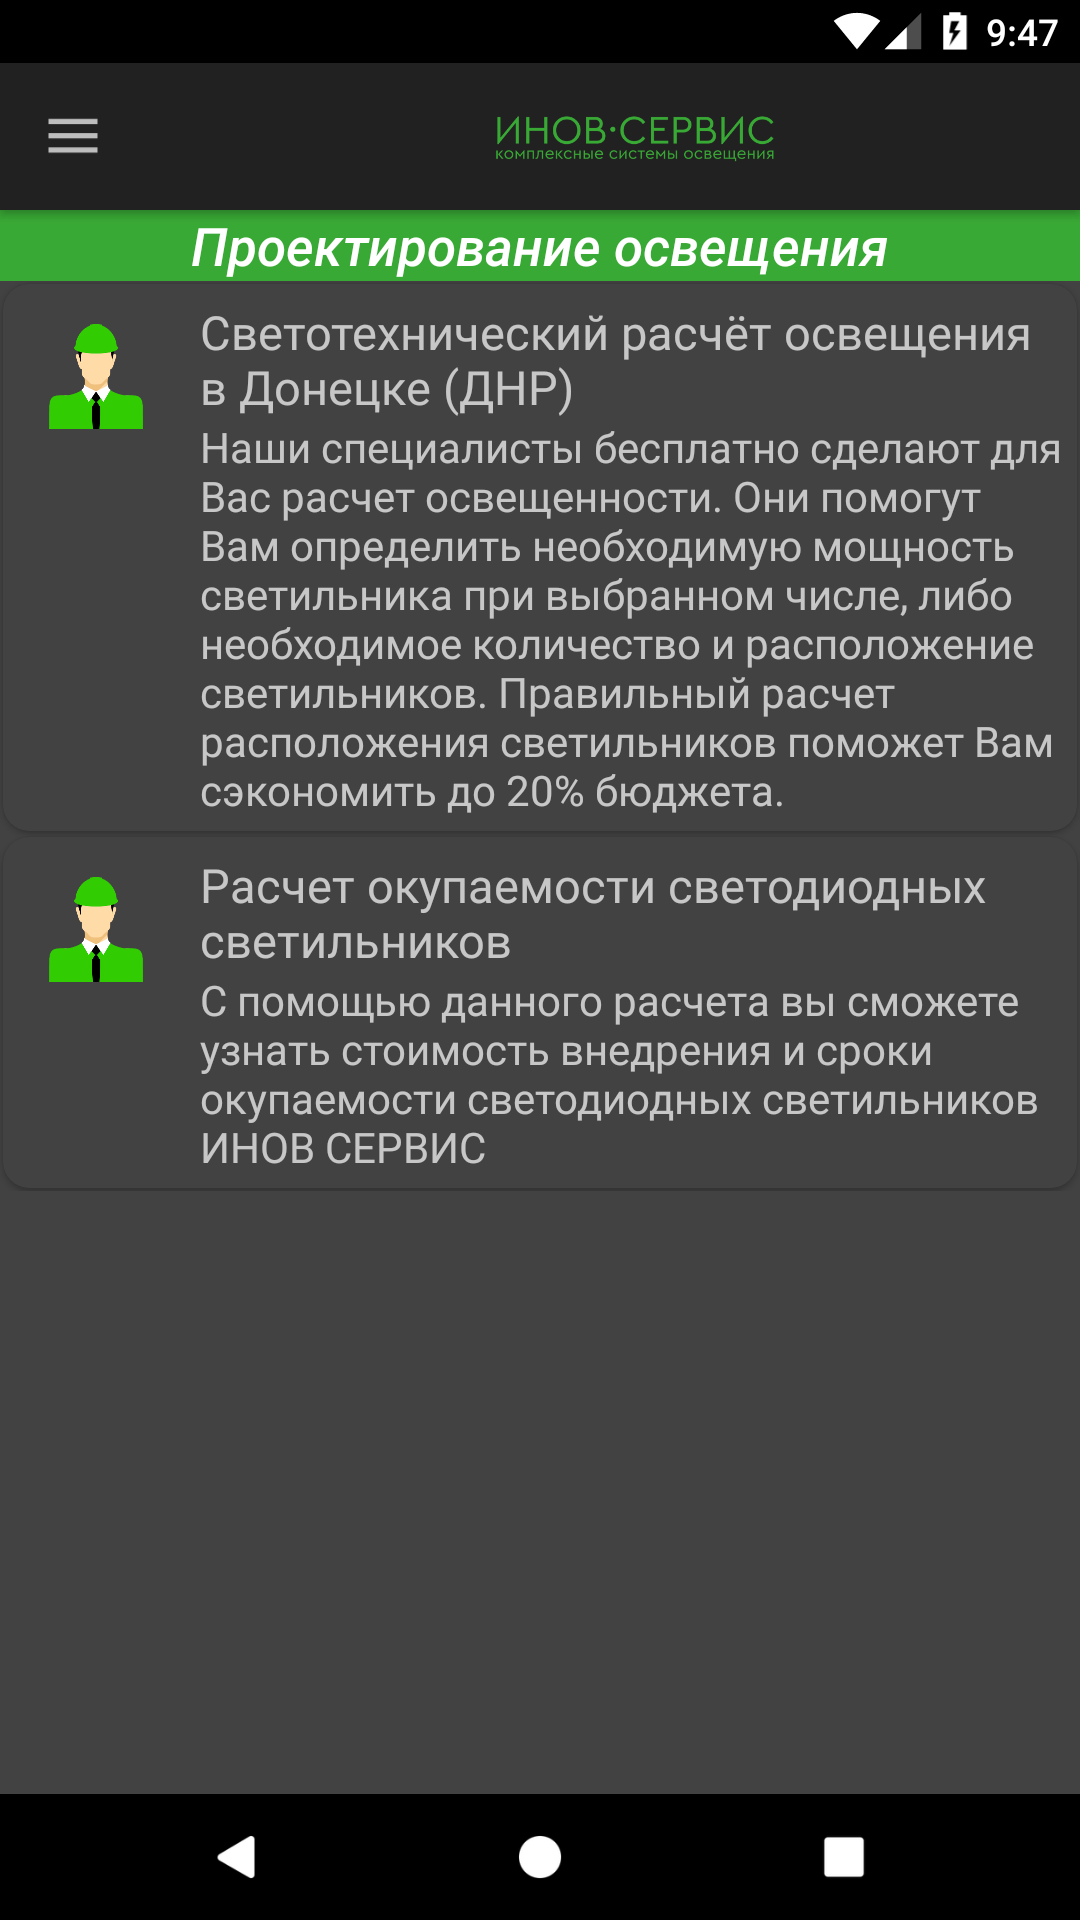 9:47
ИНОВ·СЕРВИС
комплексные системы освещения
Проектирование освещения
Светотехнический расчёт освещения
в Донецке (ДНР)
Наши специалисты бесплатно сделают для
Вас расчет освещенности. Они помогут
Вам определить необходимую мощность
светильника при выбранном числе, либо
необходимое количество и расположение
светильников. Правильный расчет
расположения светильников поможет Вам
сэкономить до 20% бюджета.
Расчет окупаемости светодиодных
светильников
С помощью данного расчета вы сможете
узнать стоимость внедрения и сроки
окупаемости светодиодных светильников
ИНОВ СЕРВИС